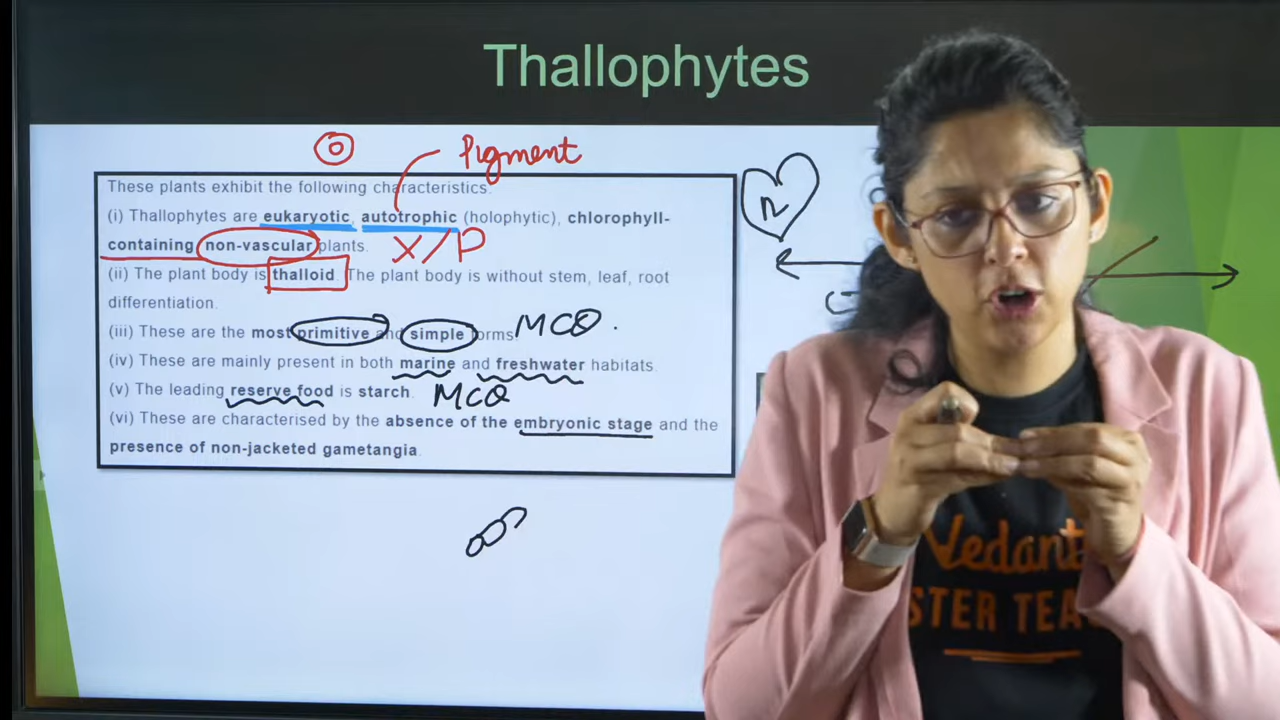 Thallophytes
Pigment
These plants exhibit the following characteristics.
(i) Thallophytes are eukaryotic, autotrophic (holophytic), chlorophyll-
containing non-vascular plants.
X/P
(ii) The plant body is thalloid. The plant body is without stem, leaf, root
differentiation.
(iii) These are the most primitive and simple forms
MCQ.
(iv) These are mainly present in both marine and freshwater habitats.
(v) The leading reserve food is starch.
MCQ
(vi) These are characterised by the absence of the embryonic stage and the
presence of non-jacketed gametangia.
n
Vedant
STER TEA